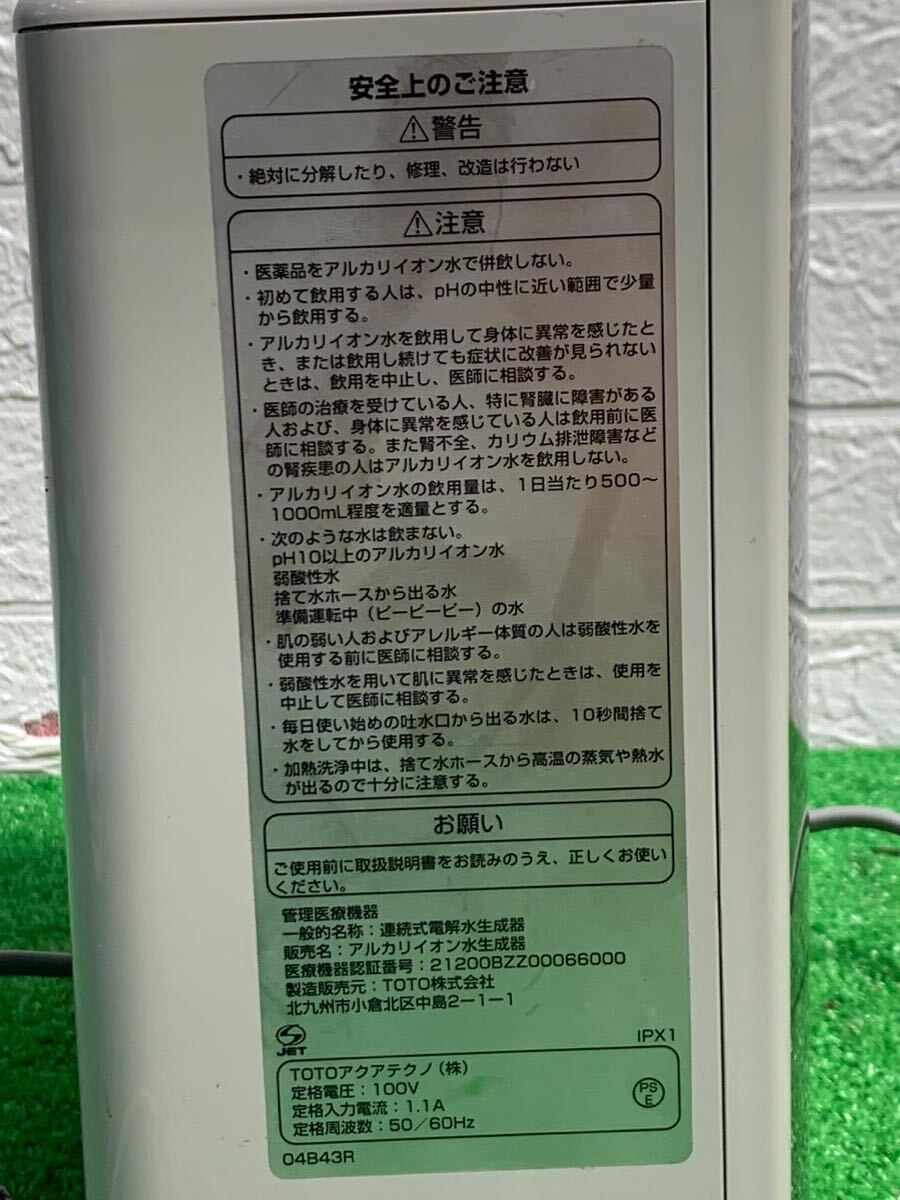 安全上のご注意
⚠警告
・絶対に分解したり、修理、改造は行わない
⚠注意
・医薬品をアルカリイオン水で併飲しない。
・初めて飲用する人は、pHの中性に近い範囲で少量
から飲用する。
・アルカリイオン水を飲用して身体に異常を感じたと
き、または飲用し続けても症状に改善が見られない
ときは、飲用を中止し、医師に相談する。
・医師の治療を受けている人、特に腎臓に障害がある
人および、身体に異常を感じている人は飲用前に医
師に相談する。また腎不全、カリウム排泄障害など
の腎疾患の人はアルカリイオン水を飲用しない。
・アルカリイオン水の飲用量は、1日当たり500～
1000mL程度を適量とする。
・次のような水は飲まない。
pH10以上のアルカリイオン水
弱酸性水
捨て水ホースから出る水
準備運転中（ピーピーピー）の水
・肌の弱い人およびアレルギー体質の人は弱酸性水を
使用する前に医師に相談する。
・弱酸性水を用いて肌に異常を感じたときは、使用を
中止して医師に相談する。
・毎日使い始めの吐水口から出る水は、10秒間捨て
水をしてから使用する。
・加熱洗浄中は、捨て水ホースから高温の蒸気や熱水
が出るので十分に注意する。
お願い
ご使用前に取扱説明書をお読みのうえ、正しくお使い
ください。
管理医療機器
一般的名称：連続式電解水生成器
販売名：アルカリイオン水生成器
医療機器認証番号：21200BZZ00066000
製造販売元：TOTO株式会社
北九州市小倉北区中島2－1－1
JET
IPX1
TOTOアクアテクノ（株）
定格電圧：100V
定格入力電流：1.1A
定格周波数：50／60Hz
PS
E
04B43R